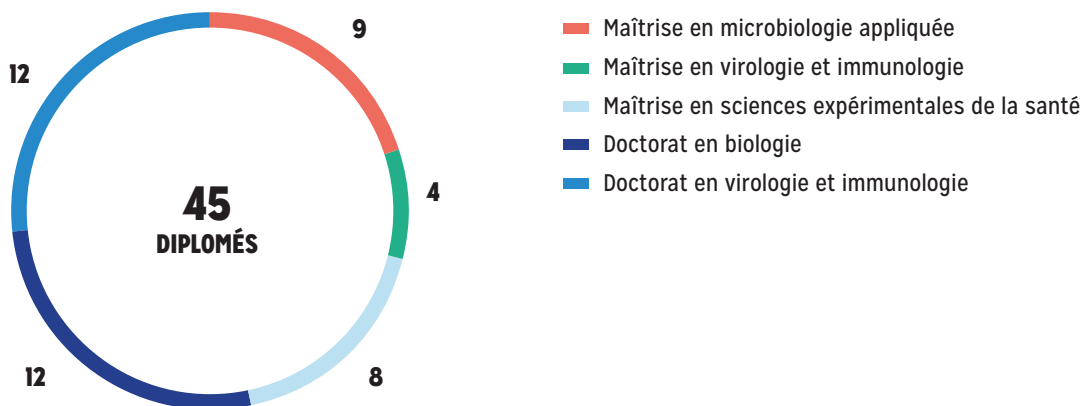 9
12
4
45
DIPLOMÉS
12
8
Maîtrise en microbiologie appliquée
Maîtrise en virologie et immunologie
Maîtrise en sciences expérimentales de la santé
Doctorat en biologie
Doctorat en virologie et immunologie